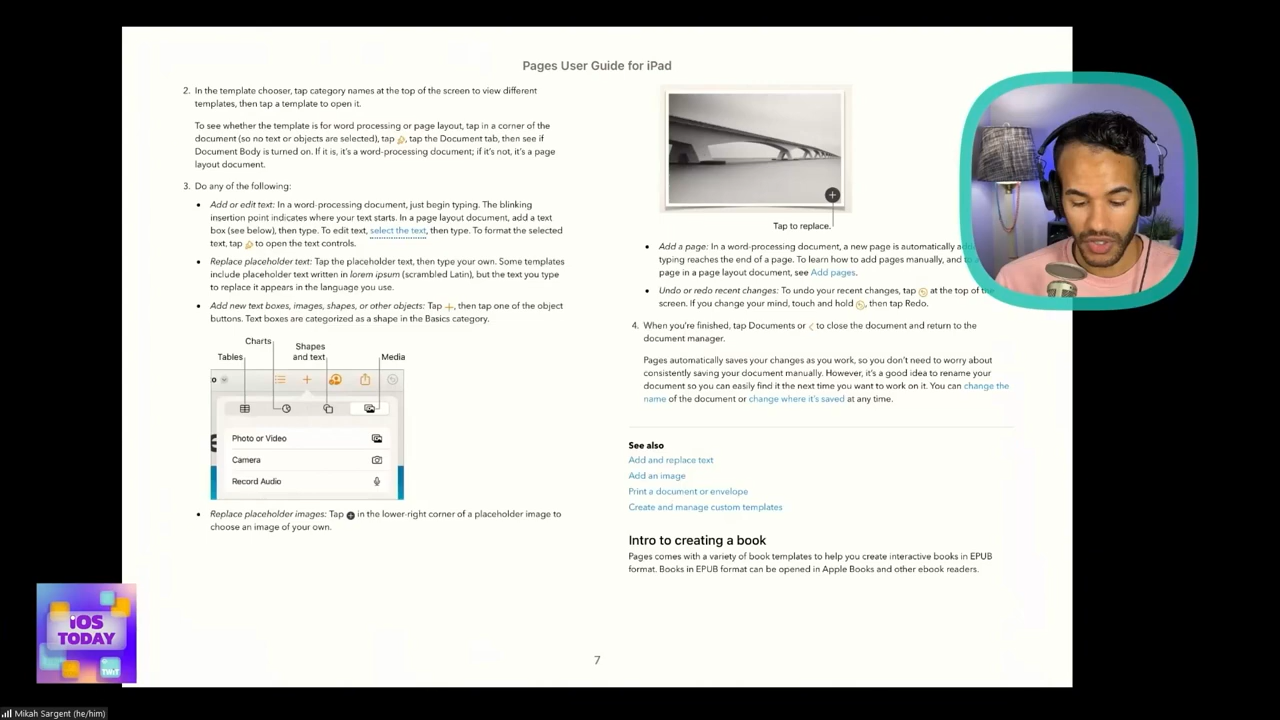 Pages User Guide for iPad
2. In the template chooser, tap category names at the top of the screen to view different
templates, then tap a template to open it.
To see whether the template is for word processing or page layout, tap in a corner of the
document (so no text or objects are selected), tap , tap the Document tab, then see if
Document Body is turned on. If it is, it's a word-processing document; if it's not, it's a page
layout document.
3. Do any of the following:
• Add or edit text: In a word-processing document, just begin typing. The blinking
insertion point indicates where your text starts. In a page layout document, add a text
box (see below), then type. To edit text, select the text, then type. To format the selected
text, tap to open the text controls.
• Replace placeholder text: Tap the placeholder text, then type your own. Some templates
include placeholder text written in lorem ipsum (scrambled Latin), but the text you type
to replace it appears in the language you use.
• Add new text boxes, images, shapes, or other objects: Tap , then tap one of the object
buttons. Text boxes are categorized as a shape in the Basics category.
Charts
Shapes
Tables
and text
Media
Photo or Video
Camera
Record Audio
• Replace placeholder images: Tap in the lower-right corner of a placeholder image to
choose an image of your own.
Tap to replace.
• Add a page: In a word-processing document, a new page is automatically
typing reaches the end of a page. To learn how to add pages manually, and
page in a page layout document, see Add pages.
• Undo or redo recent changes: To undo your recent changes, tap at the top of the
screen. If you change your mind, touch and hold , then tap Redo.
4. When you're finished, tap Documents or to close the document and return to the
document manager.
Pages automatically saves your changes as you work, so you don't need to worry about
consistently saving your document manually. However, it's a good idea to rename your
document so you can easily find it the next time you want to work on it. You can change the
name of the document or change where it's saved at any time.
See also
Add and replace text
Add an image
Print a document or envelope
Create and manage custom templates
Intro to creating a book
Pages comes with a variety of book templates to help you create interactive books in EPUB
format. Books in EPUB format can be opened in Apple Books and other ebook readers.
7
iOS
TODAY
TWiT
Mikah Sargent (he/him)